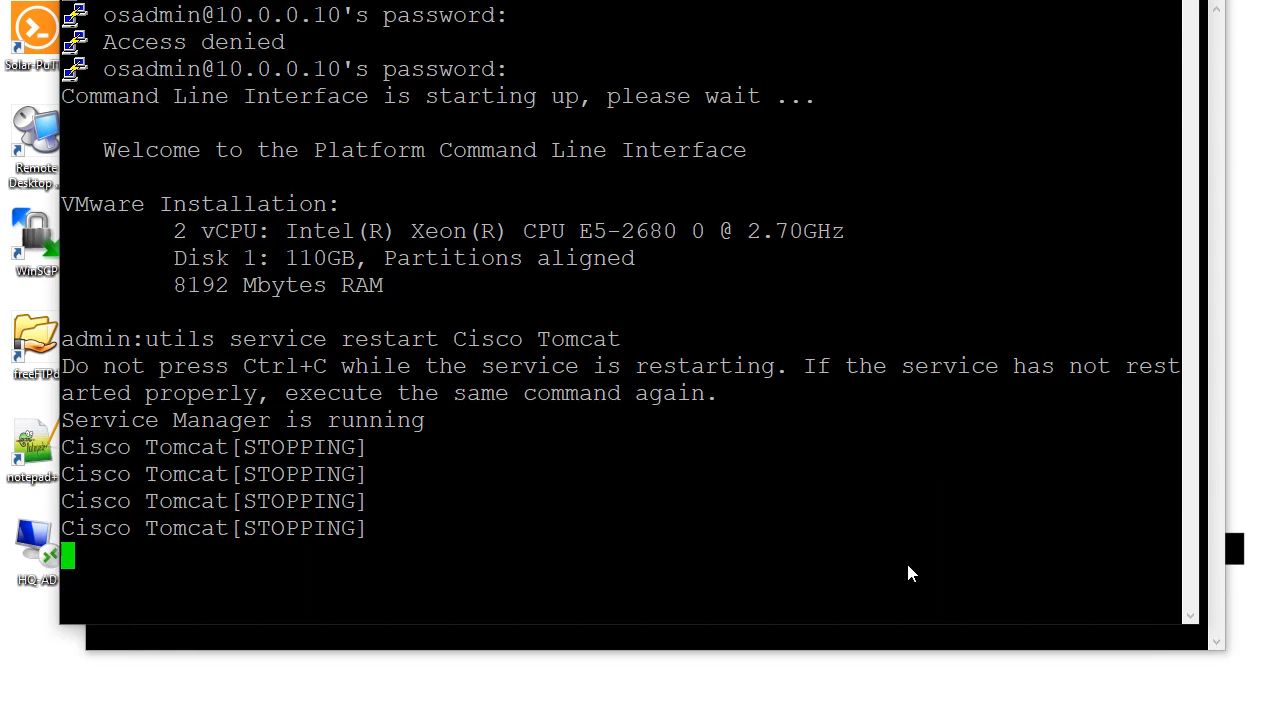 osadmin@10.0.0.10's password:
Access denied
osadmin@10.0.0.10's password:
Command Line Interface is starting up, please wait ...
Welcome to the Platform Command Line Interface
VMware Installation:
2 vCPU: Intel(R) Xeon(R) CPU E5-2680 0 @ 2.70GHz
Disk 1: 110GB, Partitions aligned
8192 Mbytes RAM
admin:utils service restart Cisco Tomcat
Do not press Ctrl+C while the service is restarting. If the service has not rest
arted properly, execute the same command again.
Service Manager is running
Cisco Tomcat[STOPPING]
Cisco Tomcat[STOPPING]
Cisco Tomcat[STOPPING]
Cisco Tomcat[STOPPING]
Remote
Desktop ...
WinSCP
HQ-AD